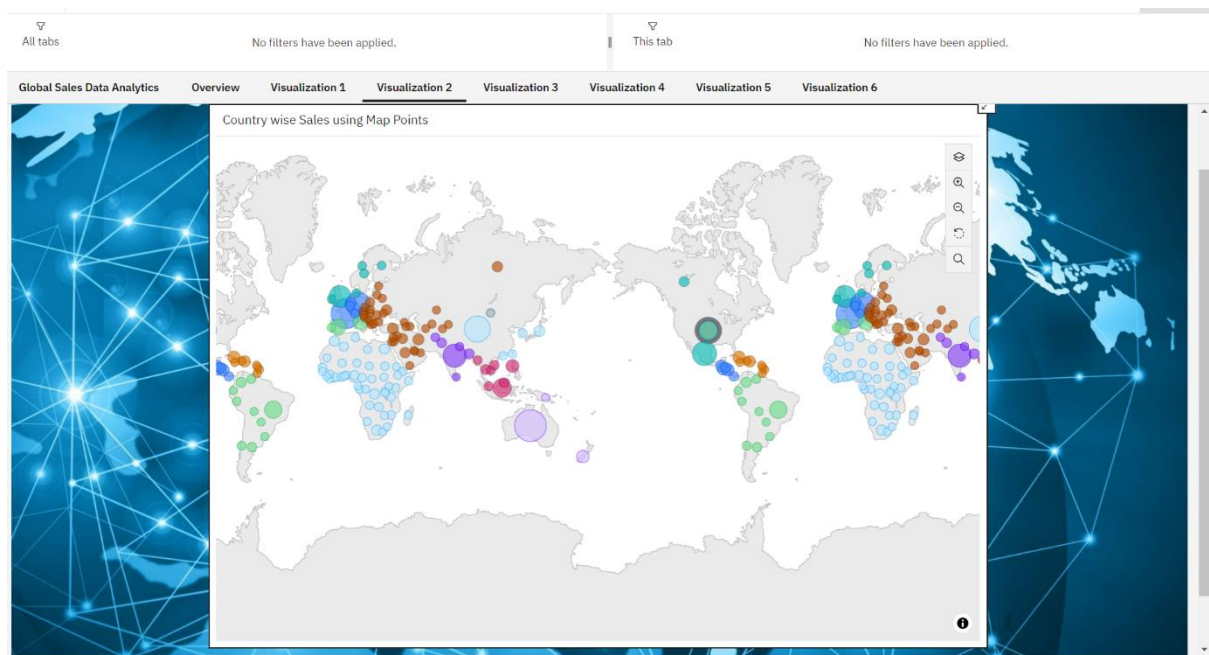 All tabs
No filters have been applied.
This tab
No filters have been applied.
Global Sales Data Analytics Overview Visualization 1 Visualization 2 Visualization 3 Visualization 4 Visualization 5 Visualization 6
Country wise Sales using Map Points